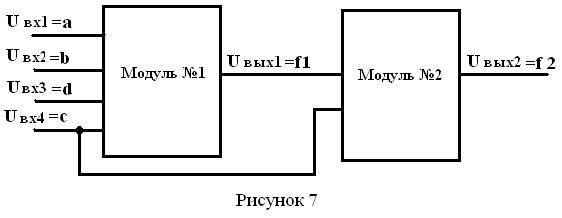 U вх1 =a
U вх2 =b
U вх3 =d
U вх4 =c
Модуль №1
U вых1 =f1
Модуль №2
U вых2 =f 2
Рисунок 7